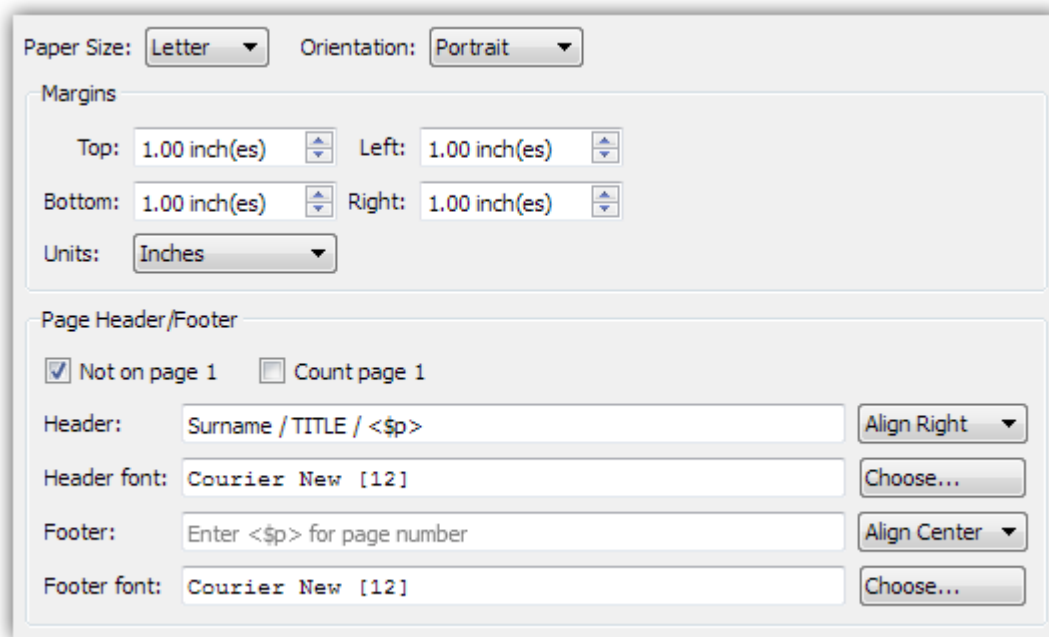 Paper Size: Letter Orientation: Portrait
Margins
Top: 1.00 inch(es) Left: 1.00 inch(es)
Bottom: 1.00 inch(es) Right: 1.00 inch(es)
Units: Inches
Page Header/Footer
Not on page 1 Count page 1
Header: Surname / TITLE / <$p> Align Right
Header font: Courier New [12] Choose...
Footer: Enter <$p> for page number Align Center
Footer font: Courier New [12] Choose...